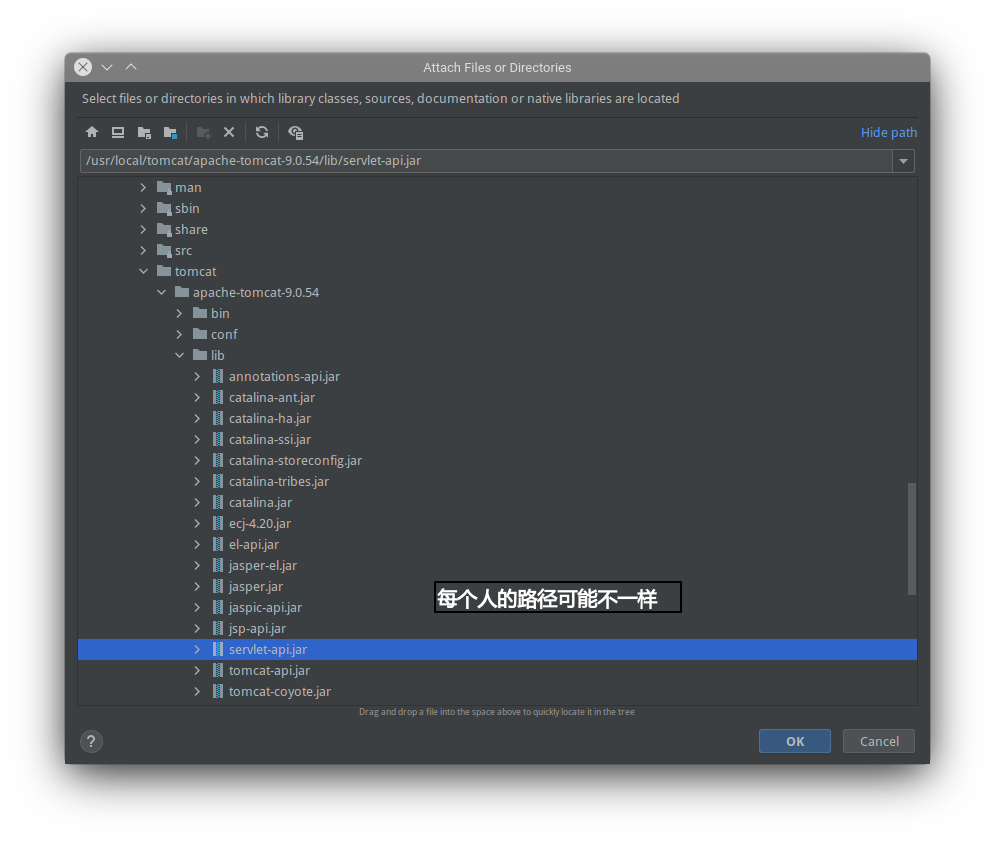 Attach Files or Directories
Select files or directories in which library classes, sources, documentation or native libraries are located
Hide path
/usr/local/tomcat/apache-tomcat-9.0.54/lib/servlet-api.jar
man
sbin
share
src
tomcat
apache-tomcat-9.0.54
bin
conf
lib
annotations-api.jar
catalina-ant.jar
catalina-ha.jar
catalina-ssi.jar
catalina-storeconfig.jar
catalina-tribes.jar
catalina.jar
ecj-4.20.jar
el-api.jar
jasper-el.jar
jasper.jar
每个人的路径可能不一样
jaspic-api.jar
jsp-api.jar
servlet-api.jar
tomcat-api.jar
tomcat-coyote.jar
Drag and drop a file into the space above to quickly locate it in the tree
?
OK
Cancel